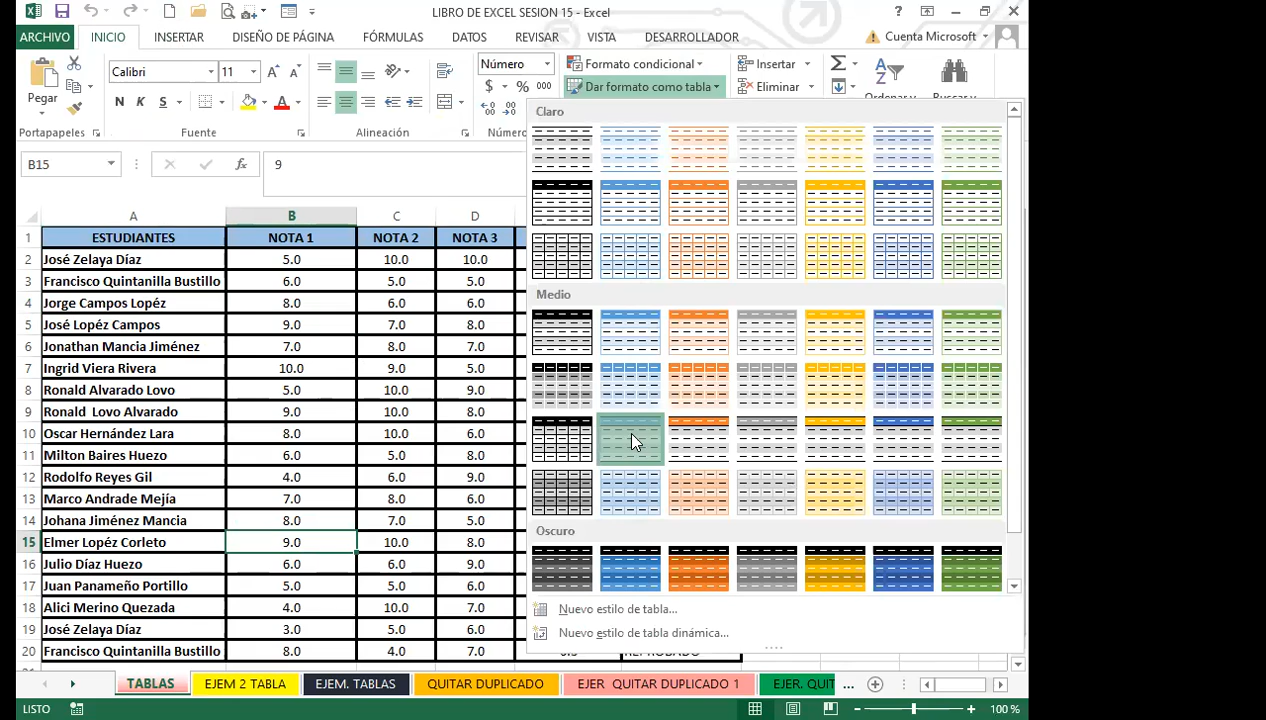 LIBRO DE EXCEL SESION 15 - Excel
ARCHIVO INICIO INSERTAR DISEÑO DE PÁGINA FÓRMULAS DATOS REVISAR VISTA DESARROLLADOR Cuenta Microsoft
Pegar
Calibri 11
N K S
Número
$ % 000
Formato condicional
Dar formato como tabla
Insertar
Eliminar
Portapapeles Fuente Alineación
B15 9
A B C D
1 ESTUDIANTES NOTA 1 NOTA 2 NOTA 3
2 José Zelaya Díaz 5.0 10.0 10.0
3 Francisco Quintanilla Bustillo 6.0 5.0 5.0
4 Jorge Campos Lopéz 8.0 6.0 6.0
5 José Lopéz Campos 9.0 7.0 8.0
6 Jonathan Mancia Jiménez 7.0 8.0 7.0
7 Ingrid Viera Rivera 10.0 9.0 5.0
8 Ronald Alvarado Lovo 5.0 10.0 9.0
9 Ronald  Lovo Alvarado 9.0 10.0 8.0
10 Oscar Hernández Lara 8.0 10.0 6.0
11 Milton Baires Huezo 6.0 5.0 8.0
12 Rodolfo Reyes Gil 4.0 6.0 9.0
13 Marco Andrade Mejía 7.0 8.0 6.0
14 Johana Jiménez Mancia 8.0 7.0 5.0
15 Elmer Lopéz Corleto 9.0 10.0 8.0
16 Julio Díaz Huezo 6.0 6.0 9.0
17 Juan Panameño Portillo 5.0 5.0 8.0
18 Alici Merino Quezada 4.0 10.0 7.0
19 José Zelaya Díaz 3.0 5.0 7.0
20 Francisco Quintanilla Bustillo 8.0 4.0 7.0
Claro
Medio
Oscuro
Nuevo estilo de tabla...
Nuevo estilo de tabla dinámica...
TABLAS EJEM 2 TABLA EJEM. TABLAS QUITAR DUPLICADO EJER  QUITAR DUPLICADO 1 EJER. QUIT ...
LISTO 100 %